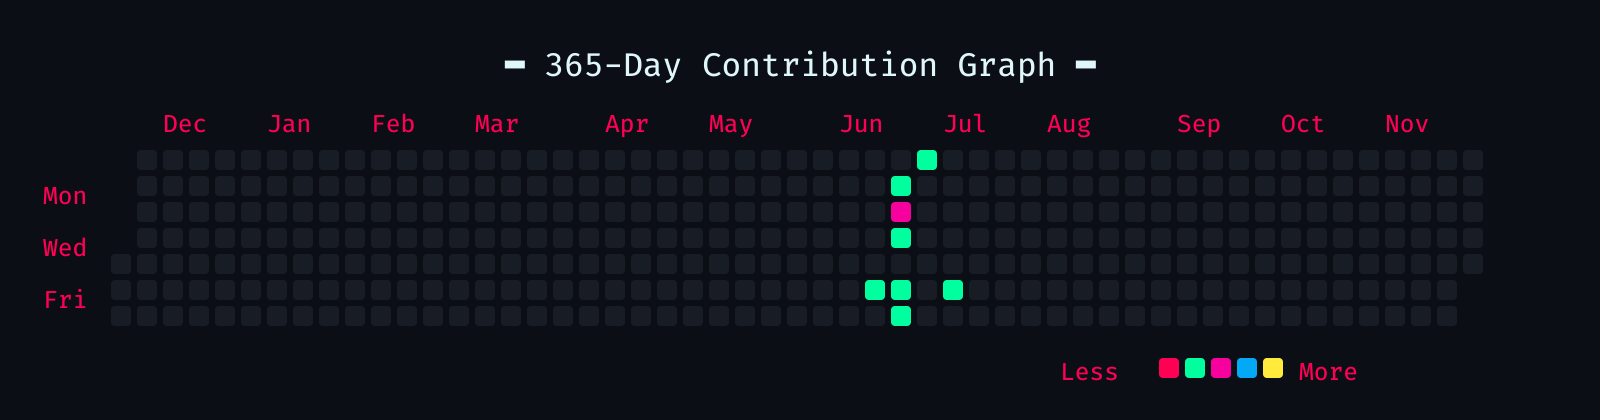 ━ 365-Day Contribution Graph ━
Dec Jan Feb Mar Apr May Jun Jul Aug Sep Oct Nov
Mon
Wed
Fri
Less More